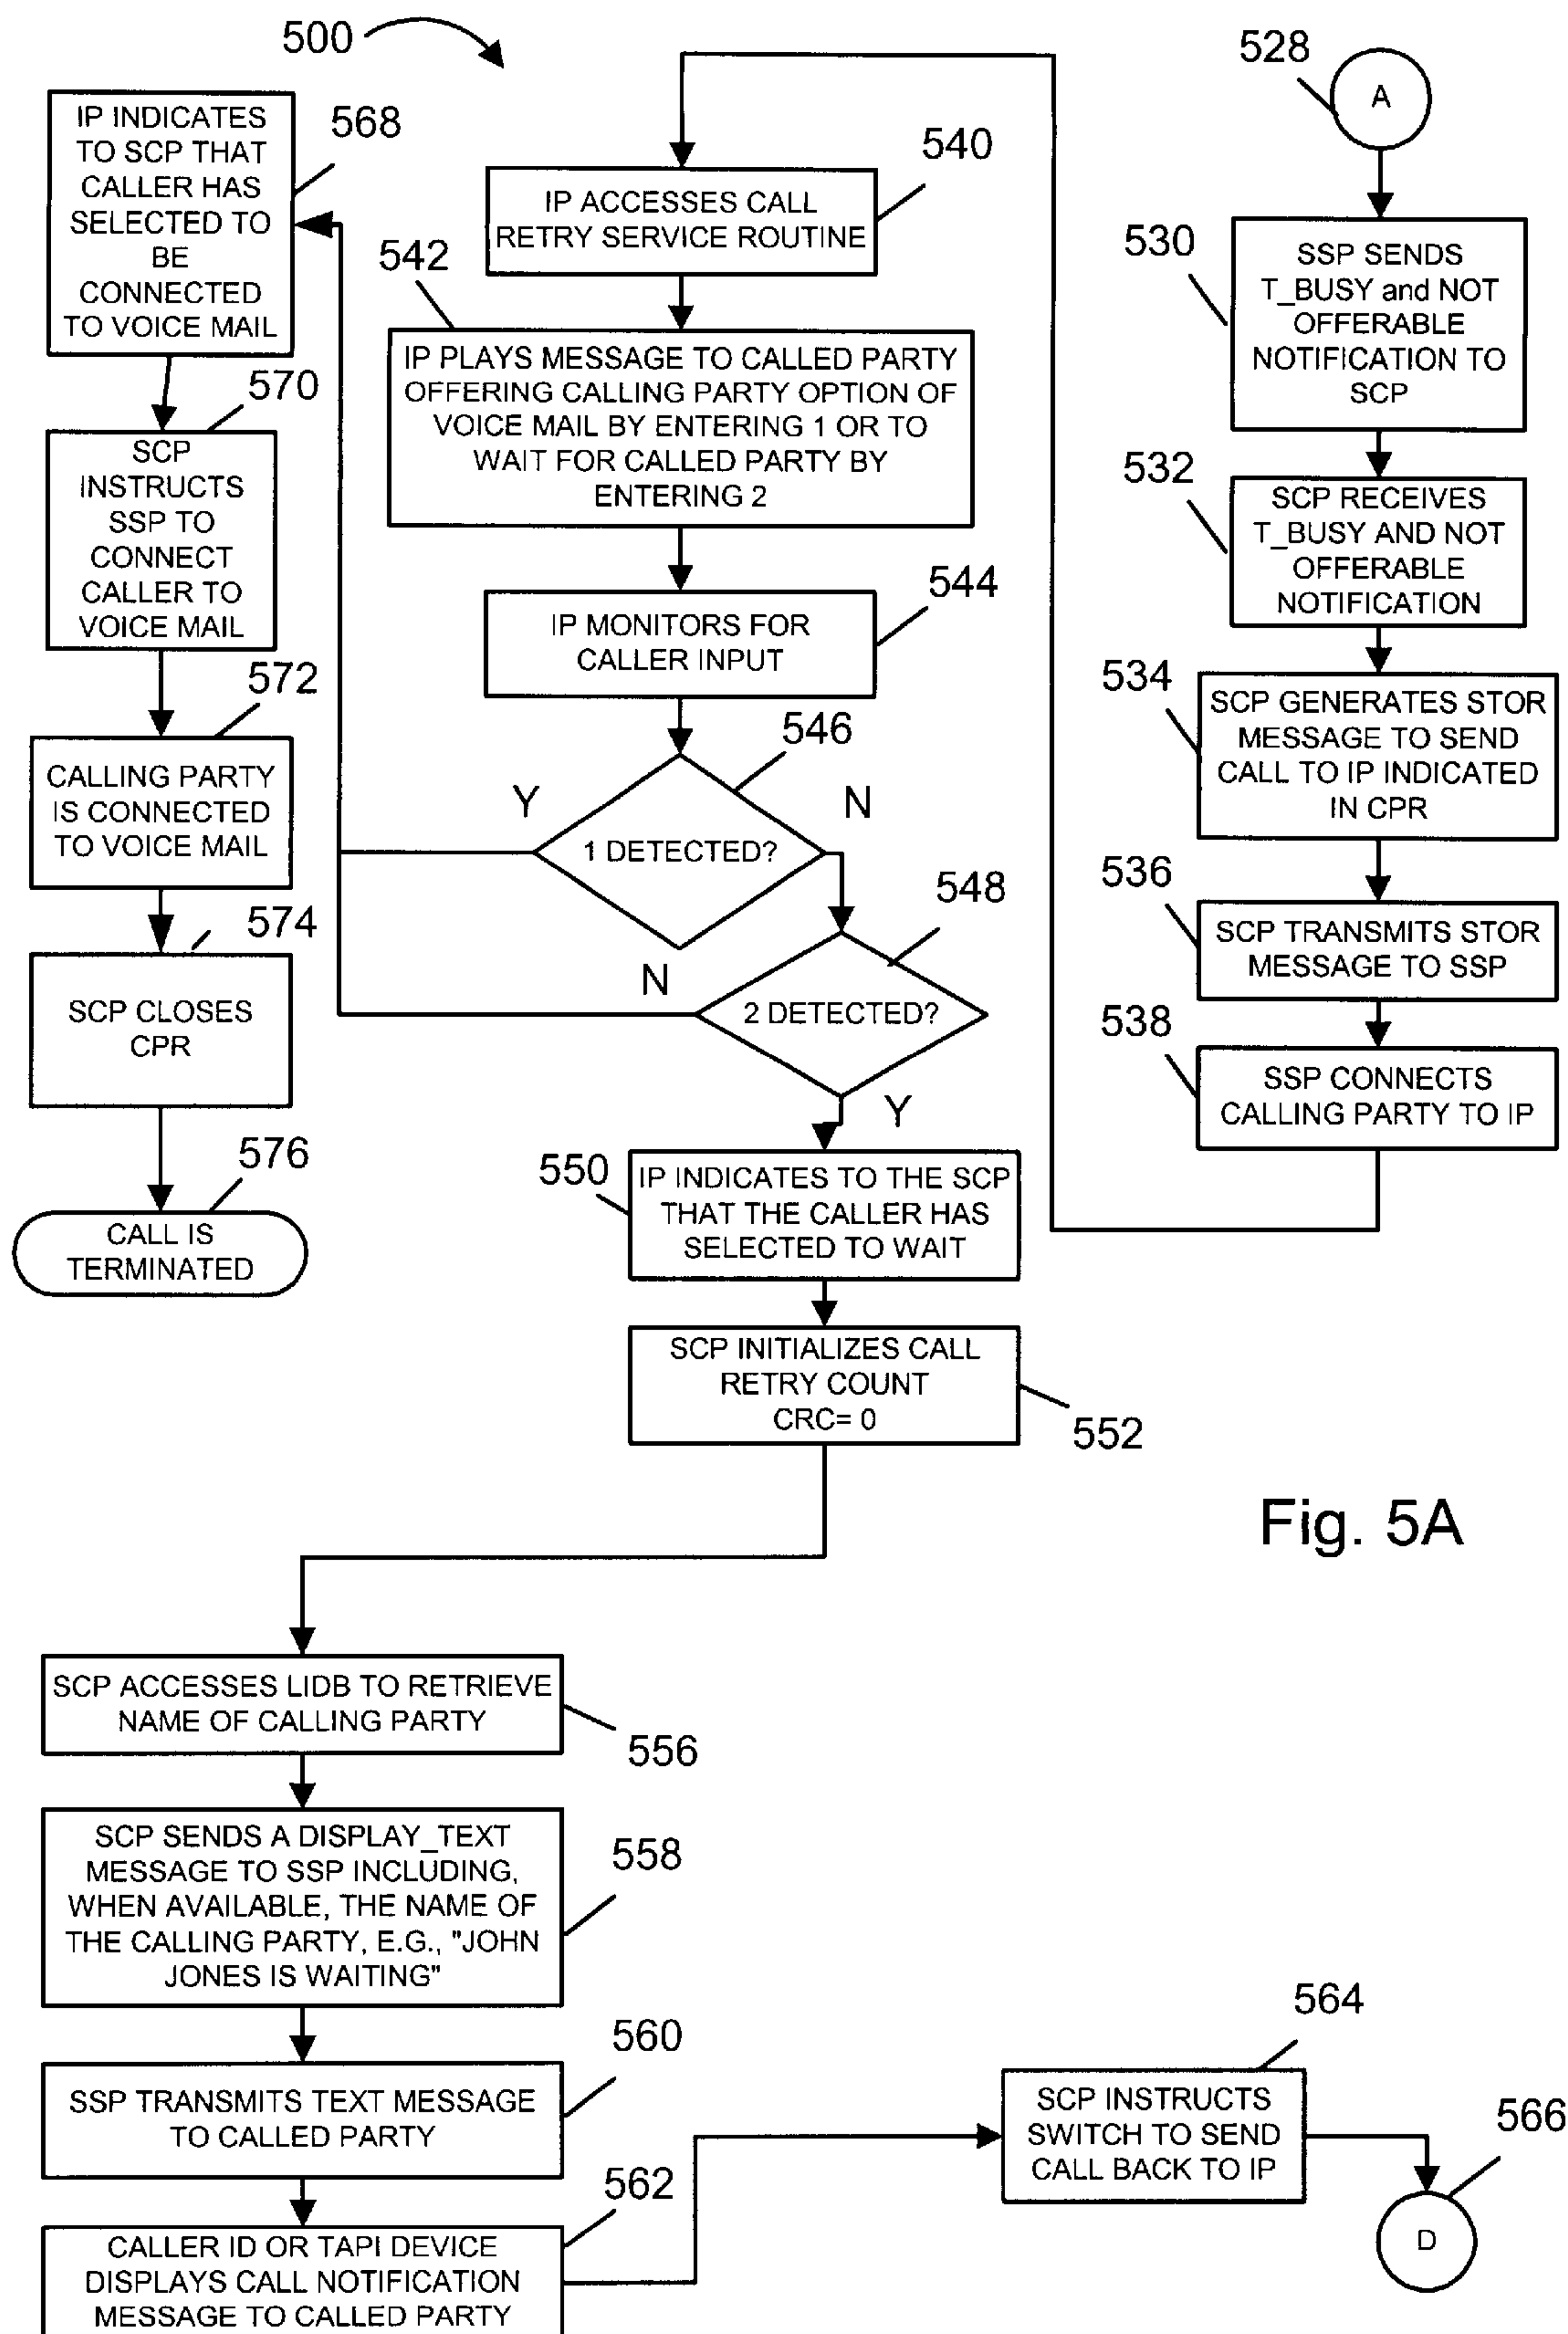 500
528
A
IP INDICATES
TO SCP THAT
CALLER HAS
SELECTED TO
BE
CONNECTED
TO VOICE MAIL
568
540
IP ACCESSES CALL
RETRY SERVICE ROUTINE
530
SSP SENDS
T_BUSY and NOT
OFFERABLE
NOTIFICATION TO
SCP
542
IP PLAYS MESSAGE TO CALLED PARTY
OFFERING CALLING PARTY OPTION OF
VOICE MAIL BY ENTERING 1 OR TO
WAIT FOR CALLED PARTY BY
ENTERING 2
570
SCP
INSTRUCTS
SSP TO
CONNECT
CALLER TO
VOICE MAIL
532
SCP RECEIVES
T_BUSY AND NOT
OFFERABLE
NOTIFICATION
544
IP MONITORS FOR
CALLER INPUT
572
CALLING PARTY
IS CONNECTED
TO VOICE MAIL
534
SCP GENERATES STOR
MESSAGE TO SEND
CALL TO IP INDICATED
IN CPR
546
Y
N
1 DETECTED?
574
SCP CLOSES
CPR
548
N
2 DETECTED?
Y
536
SCP TRANSMITS STOR
MESSAGE TO SSP
538
SSP CONNECTS
CALLING PARTY TO IP
576
CALL IS
TERMINATED
550
IP INDICATES TO THE SCP
THAT THE CALLER HAS
SELECTED TO WAIT
SCP INITIALIZES CALL
RETRY COUNT
CRC= 0
552
Fig. 5A
SCP ACCESSES LIDB TO RETRIEVE
NAME OF CALLING PARTY
556
SCP SENDS A DISPLAY_TEXT
MESSAGE TO SSP INCLUDING,
WHEN AVAILABLE, THE NAME OF
THE CALLING PARTY, E.G., "JOHN
JONES IS WAITING"
558
560
SSP TRANSMITS TEXT MESSAGE
TO CALLED PARTY
562
CALLER ID OR TAPI DEVICE
DISPLAYS CALL NOTIFICATION
MESSAGE TO CALLED PARTY
564
SCP INSTRUCTS
SWITCH TO SEND
CALL BACK TO IP
566
D